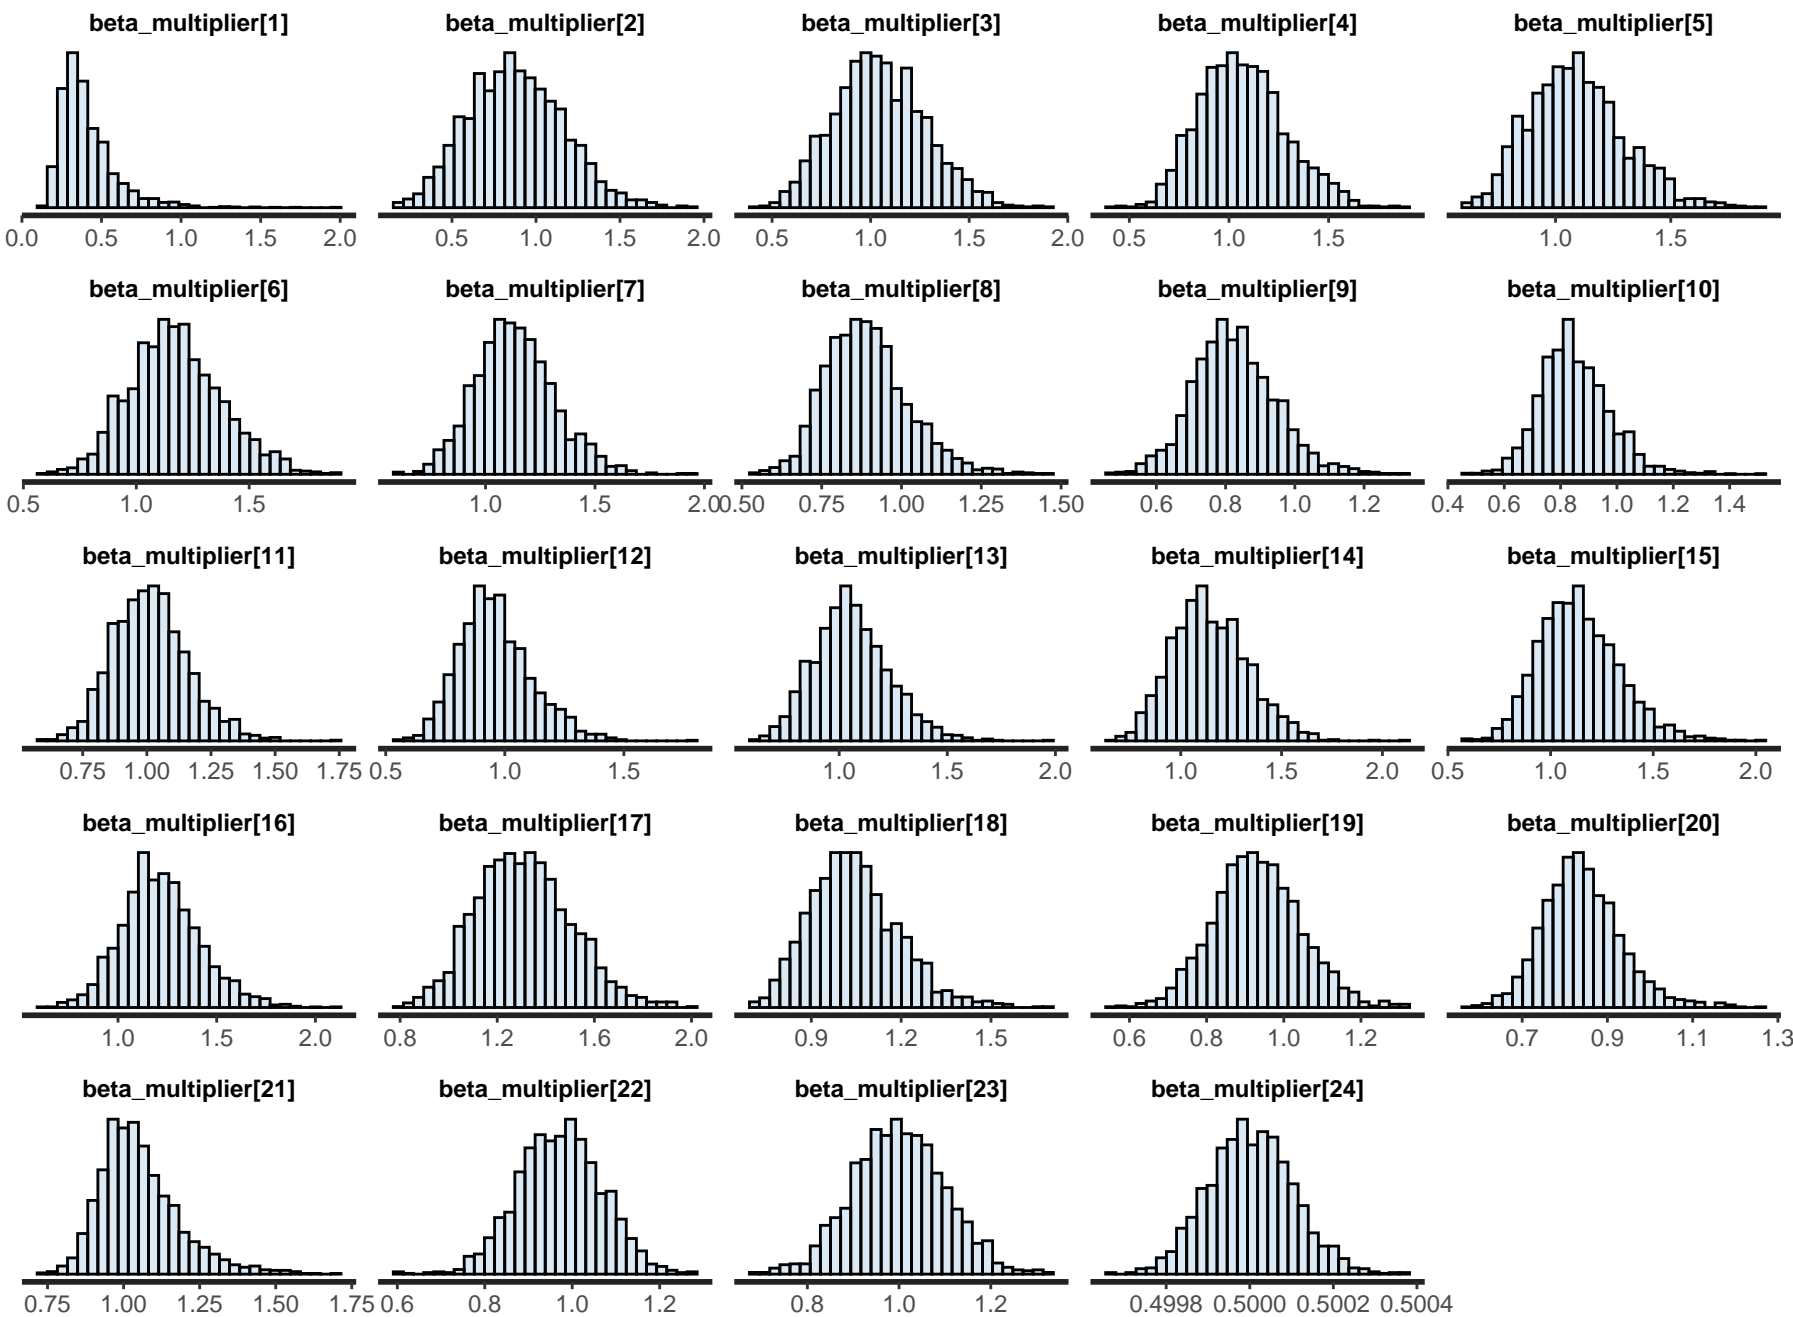 beta_multiplier[1] beta_multiplier[2] beta_multiplier[3] beta_multiplier[4] beta_multiplier[5]
0.0 0.5 1.0 1.5 2.0 0.5 1.0 1.5 2.0 0.5 1.0 1.5 2.0 0.5 1.0 1.5 1.0 1.5
beta_multiplier[6] beta_multiplier[7] beta_multiplier[8] beta_multiplier[9] beta_multiplier[10]
0.5 1.0 1.5 1.0 1.5 2.0 0.50 0.75 1.00 1.25 1.50 0.6 0.8 1.0 1.2 0.4 0.6 0.8 1.0 1.2 1.4
beta_multiplier[11] beta_multiplier[12] beta_multiplier[13] beta_multiplier[14] beta_multiplier[15]
0.75 1.00 1.25 1.50 1.75 0.5 1.0 1.5 1.0 1.5 2.0 1.0 1.5 2.0 0.5 1.0 1.5 2.0
beta_multiplier[16] beta_multiplier[17] beta_multiplier[18] beta_multiplier[19] beta_multiplier[20]
1.0 1.5 2.0 0.8 1.2 1.6 2.0 0.9 1.2 1.5 0.6 0.8 1.0 1.2 0.7 0.9 1.1 1.3
beta_multiplier[21] beta_multiplier[22] beta_multiplier[23] beta_multiplier[24]
0.75 1.00 1.25 1.50 1.75 0.6 0.8 1.0 1.2 0.8 1.0 1.2 0.4998 0.5000 0.5002 0.5004